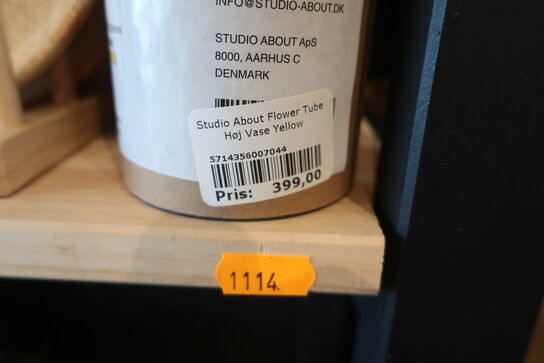 INFO@STUDIO-ABOUT.DK
STUDIO ABOUT ApS
8000, AARHUS C
DENMARK
Studio About Flower Tube
Høj Vase Yellow
5714356007044
Pris: 399,00
1114